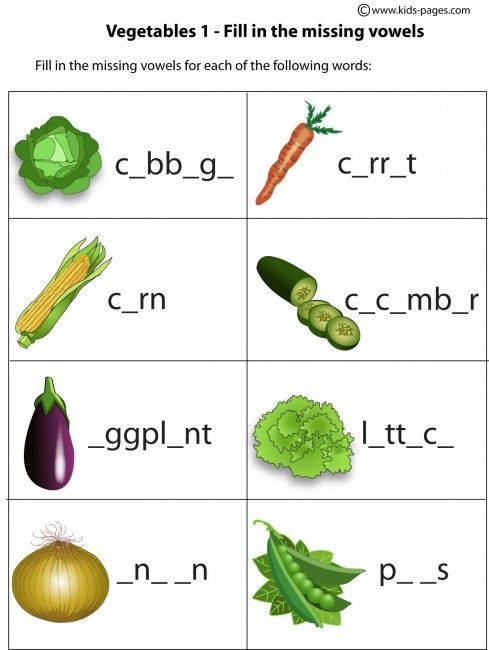 ©www.kids-pages.com
Vegetables 1 - Fill in the missing vowels
Fill in the missing vowels for each of the following words:
c_bb_g_
c_rr_t
c_rn
c_c_mb_r
_ggpl_nt
l_tt_c_
_n_ _n
p_ _s